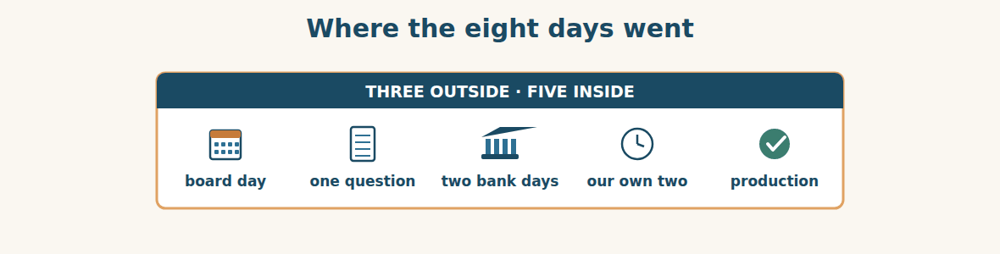 Where the eight days went
THREE OUTSIDE · FIVE INSIDE
board day
one question
two bank days
our own two
production